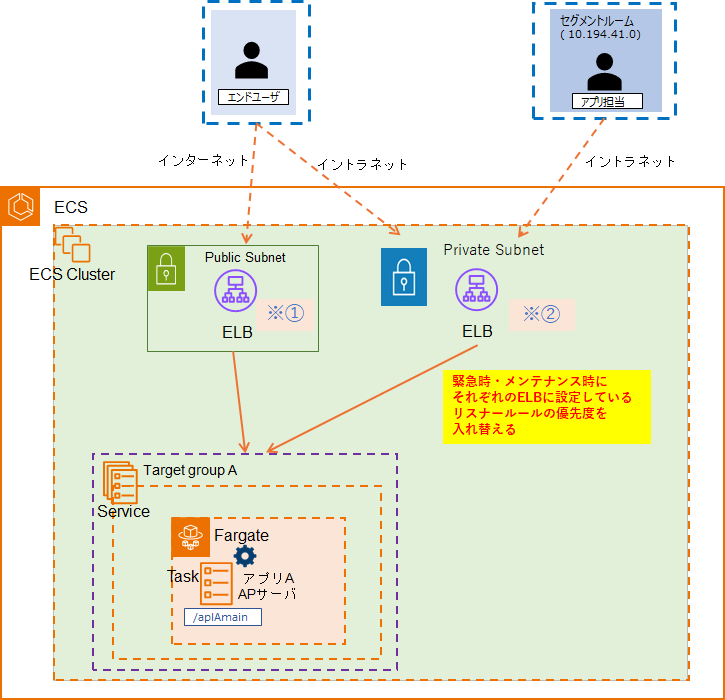 エンドユーザ
セグメントルーム
( 10.194.41.0)
アプリ担当
インターネット
イントラネット
イントラネット
ECS
ECS Cluster
Public Subnet
ELB
※①
Private Subnet
ELB
※②
緊急時・メンテナンス時に
それぞれのELBに設定している
リスナールールの優先度を
入れ替える
Target group A
Service
Fargate
Task
アプリA
APサーバ
/aplAmain